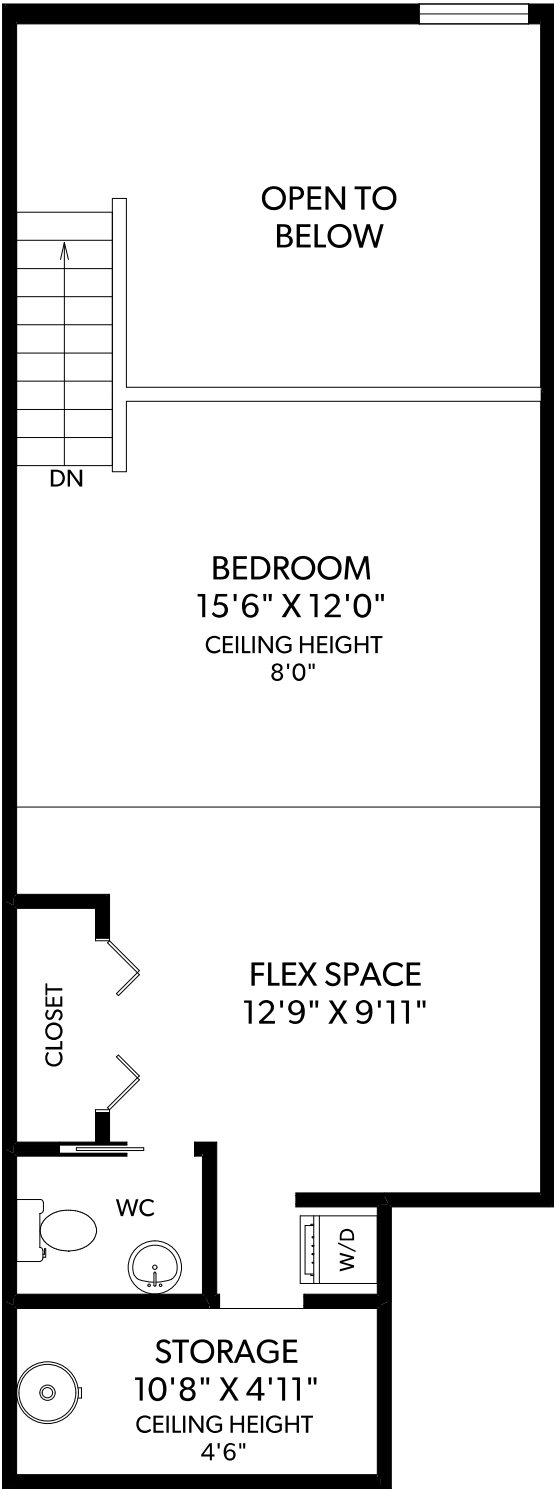 OPEN TO
BELOW
DN
BEDROOM
15'6" X 12'0"
CEILING HEIGHT
8'0"
FLEX SPACE
12'9" X 9'11"
CLOSET
WC
W/D
STORAGE
10'8" X 4'11"
CEILING HEIGHT
4'6"